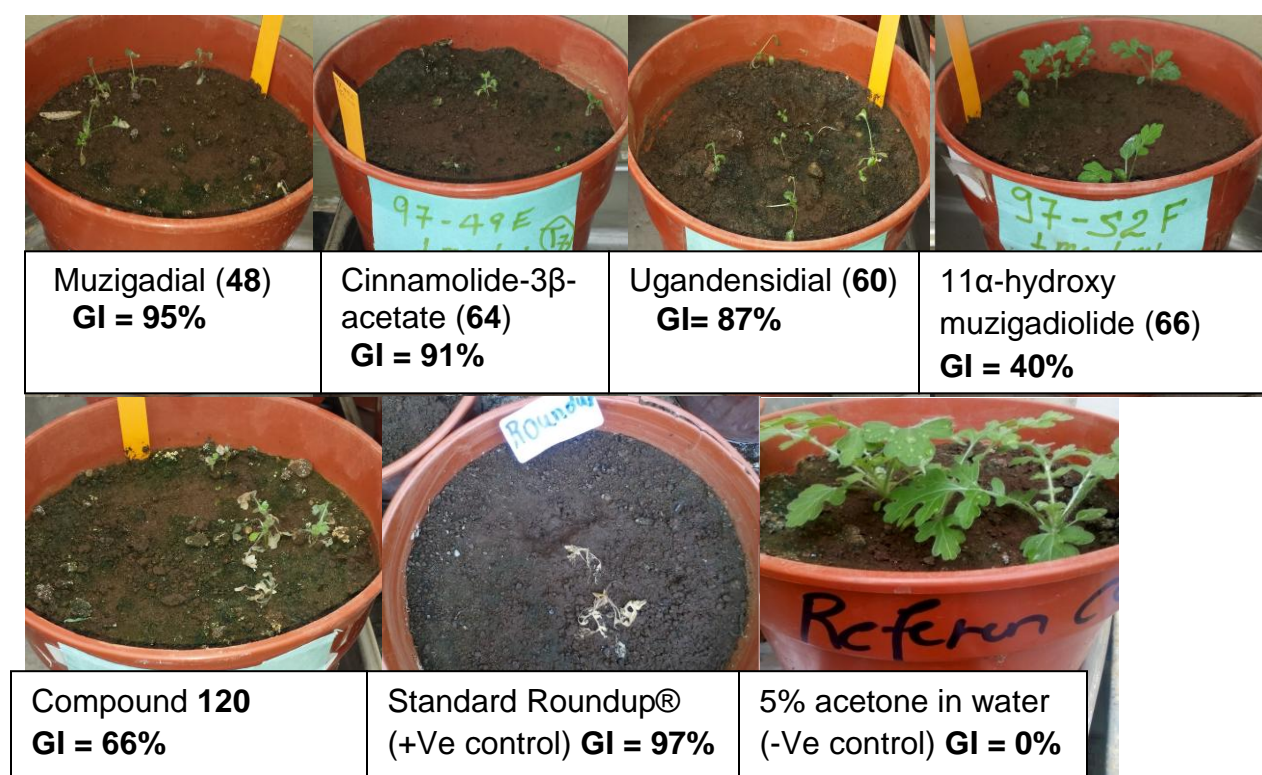 97-49E
97-52F
Muzigadial (48)
GI = 95%
Cinnamolide-3β-
acetate (64)
GI = 91%
Ugandensidial (60)
GI= 87%
11α-hydroxy
muzigadiolide (66)
GI = 40%
Roundup
Referen
Compound 120
GI = 66%
Standard Roundup®
(+Ve control) GI = 97%
5% acetone in water
(-Ve control) GI = 0%